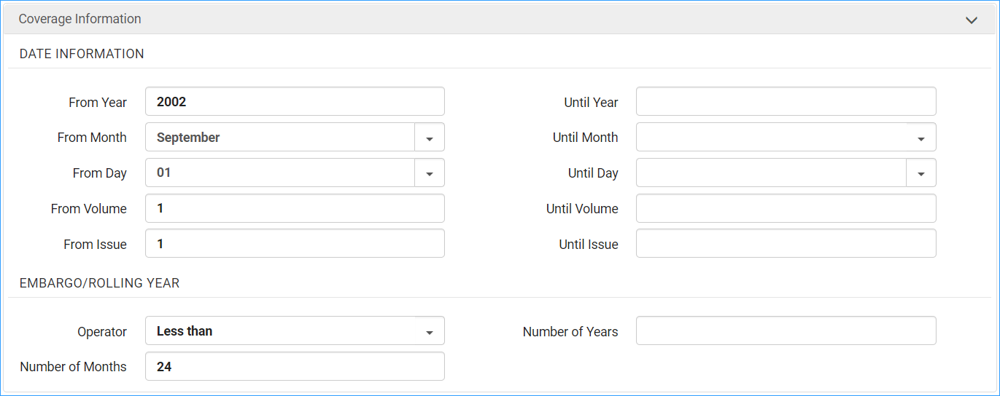 Coverage Information
DATE INFORMATION
From Year 2002 Until Year
From Month September Until Month
From Day 01 Until Day
From Volume 1 Until Volume
From Issue 1 Until Issue
EMBARGO/ROLLING YEAR
Operator Less than Number of Years
Number of Months 24